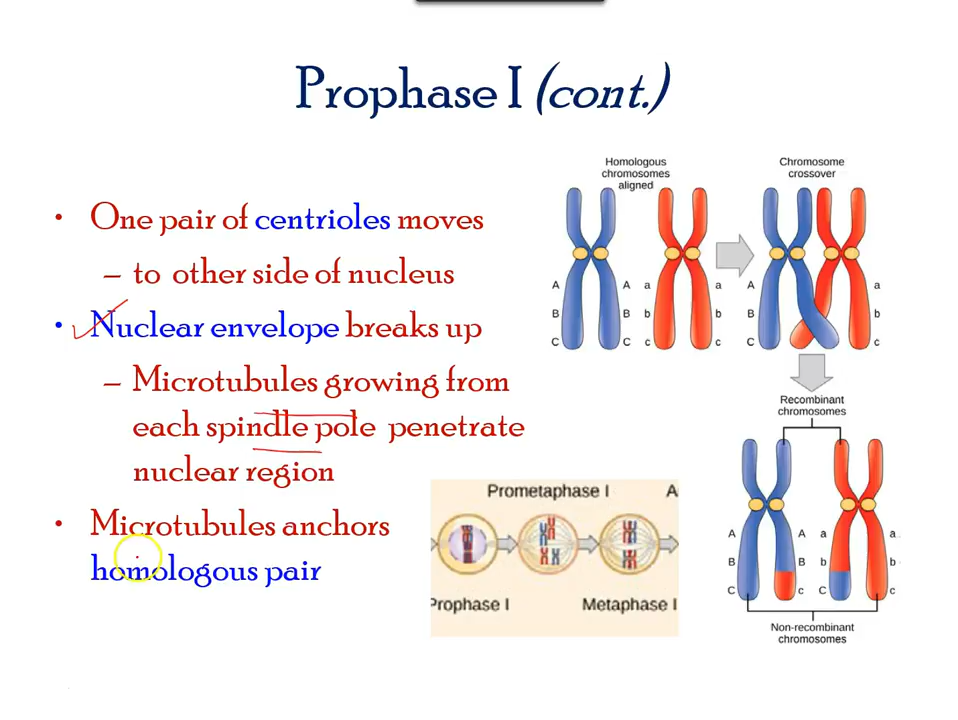 Prophase I (cont.)
• One pair of centrioles moves
– to other side of nucleus
• Nuclear envelope breaks up
– Microtubules growing from
each spindle pole penetrate
nuclear region
• Microtubules anchors
homologous pair
Homologous
chromosomes
aligned
Chromosome
crossover
A A a a A a
B B b b B b
C C c c C c
Recombinant
chromosomes
A A a a
B B b b
C c C c
Non-recombinant
chromosomes
Prometaphase I A
Prophase I Metaphase I